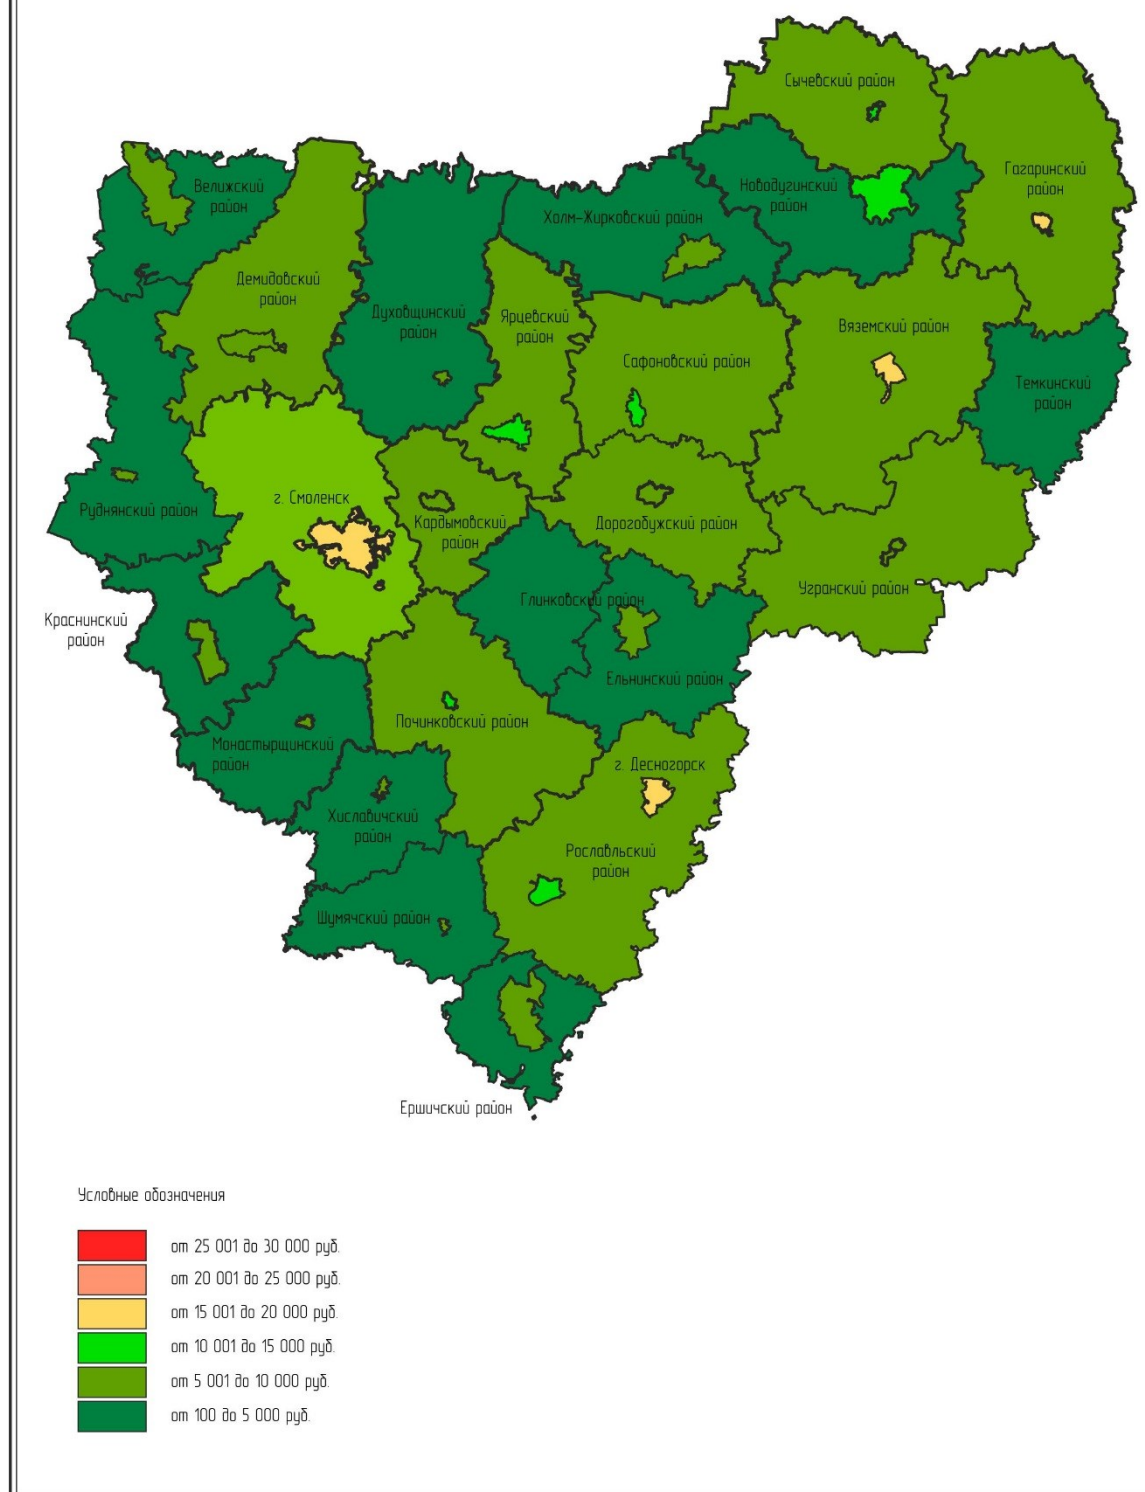 Сычевский район
Гагаринский
район
Велижский
район
Новодугинский
район
Холм-Жирковский район
Демидовский
район
Духовщинский
район
Ярцевский
район
Вяземский район
Сафоновский район
Темкинский
район
г. Смоленск
Руднянский район
Кардымовский
район
Дорогобужский район
Угранский район
Глинковский район
Краснинский
район
Ельнинский район
Починковский район
Монастырщинский
район
г. Десногорск
Хиславичский
район
Рославльский
район
Шумячский район
Ершичский район
Условные обозначения
от 25 001 до 30 000 руб.
от 20 001 до 25 000 руб.
от 15 001 до 20 000 руб.
от 10 001 до 15 000 руб.
от 5 001 до 10 000 руб.
от 100 до 5 000 руб.